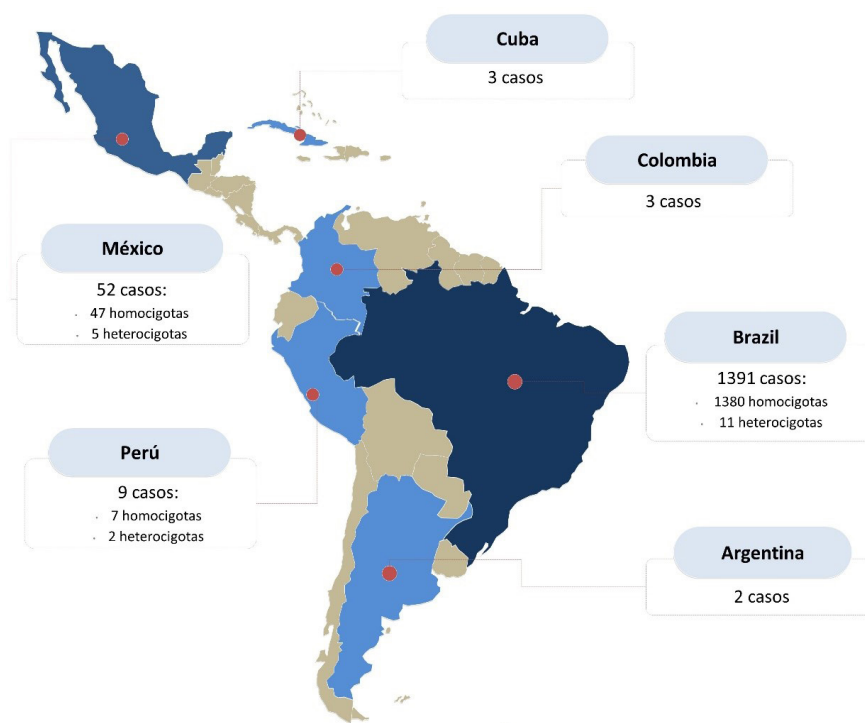 Cuba
3 casos
Colombia
3 casos
México
52 casos:
· 47 homocigotas
· 5 heterocigotas
Brazil
1391 casos:
· 1380 homocigotas
· 11 heterocigotas
Perú
9 casos:
· 7 homocigotas
· 2 heterocigotas
Argentina
2 casos